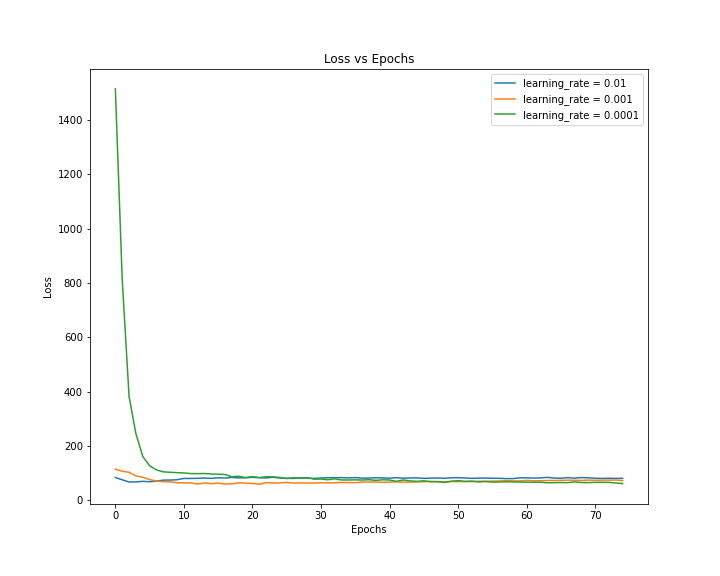 Loss vs Epochs
learning_rate = 0.01
learning_rate = 0.001
learning_rate = 0.0001
1400
1200
1000
800
600
400
200
0
Loss
0 10 20 30 40 50 60 70
Epochs